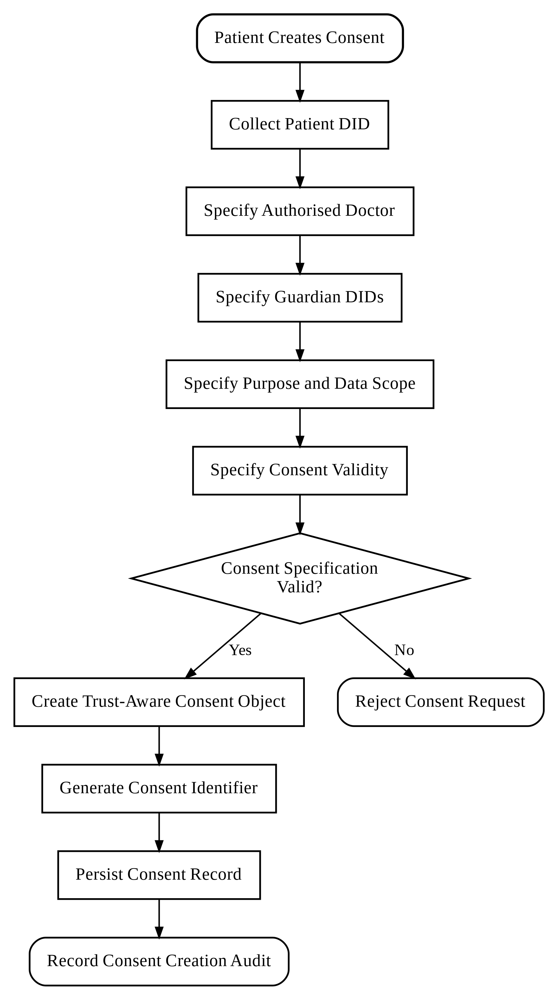 Patient Creates Consent
Collect Patient DID
Specify Authorised Doctor
Specify Guardian DIDs
Specify Purpose and Data Scope
Specify Consent Validity
Consent Specification
Valid?
Yes
No
Create Trust-Aware Consent Object
Reject Consent Request
Generate Consent Identifier
Persist Consent Record
Record Consent Creation Audit